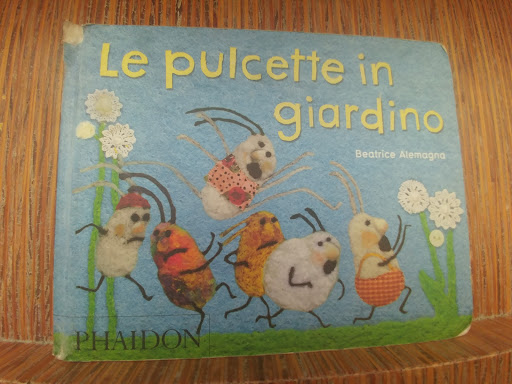 Le pulcette in
giardino
Beatrice Alemagna
PHAIDON